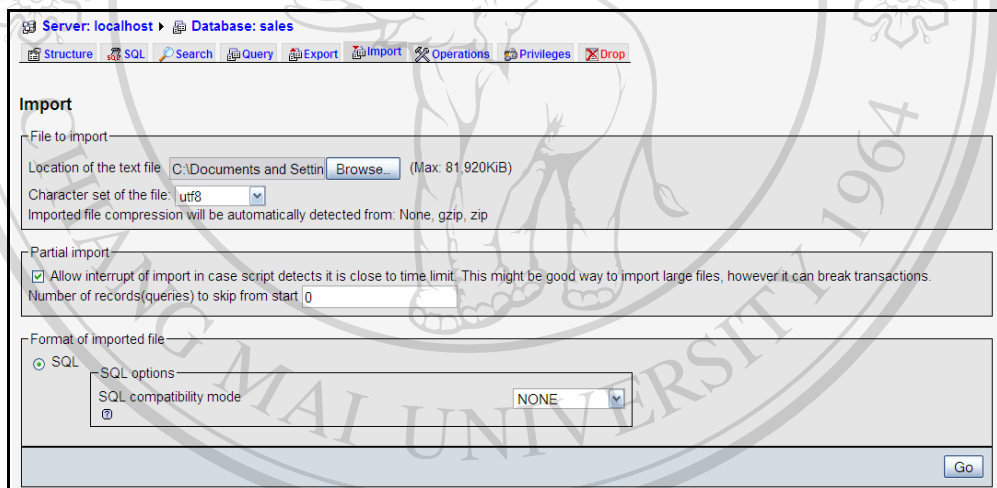 Server: localhost ▸ Database: sales
Structure SQL Search Query Export Import Operations Privileges Drop
Import
File to import
Location of the text file C:\Documents and Settin Browse... (Max: 81,920KiB)
Character set of the file: utf8
Imported file compression will be automatically detected from: None, gzip, zip
Partial import
Allow interrupt of import in case script detects it is close to time limit. This might be good way to import large files, however it can break transactions.
Number of records(queries) to skip from start 0
Format of imported file
SQL
SQL options
SQL compatibility mode NONE
Go
CHIANG MAI UNIVERSITY 1964